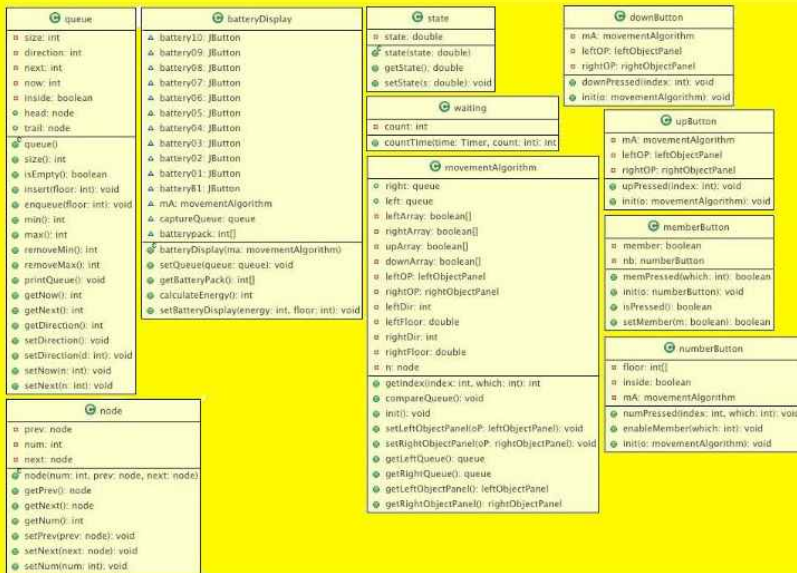 queue
size: int
direction: int
next: int
now: int
inside: boolean
head: node
trail: node
queue()
size(): int
isEmpty(): boolean
insert(floor: int): void
enqueue(floor: int): void
min(): int
max(): int
removeMin(): int
removeMax(): int
printQueue(): void
getNow(): int
getNext(): int
getDirection(): int
setDirection(): void
setDirection(d: int): void
setNow(n: int): void
setNext(n: int): void
node
prev: node
num: int
next: node
node(num: int, prev: node, next: node)
getPrev(): node
getNext(): node
getNum(): int
setPrev(prev: node): void
setNext(next: node): void
setNum(num: int): void
batteryDisplay
battery10: JButton
battery09: JButton
battery08: JButton
battery07: JButton
battery06: JButton
battery05: JButton
battery04: JButton
battery03: JButton
battery02: JButton
battery01: JButton
batteryB1: JButton
mA: movementAlgorithm
captureQueue: queue
batterypack: int[]
batteryDisplay(ma: movementAlgorithm)
setQueue(queue: queue): void
getBatteryPack(): int[]
calculateEnergy(): int
setBatteryDisplay(energy: int, floor: int): void
state
state: double
state(state: double)
getState(): double
setState(s: double): void
waiting
count: int
countTime(time: Timer, count: int): int
movementAlgorithm
right: queue
left: queue
leftArray: boolean[]
rightArray: boolean[]
upArray: boolean[]
downArray: boolean[]
leftOP: leftObjectPanel
rightOP: rightObjectPanel
leftDir: int
leftFloor: double
rightDir: int
rightFloor: double
n: node
getIndex(index: int, which: int): int
compareQueue(): void
init(): void
setLeftObjectPanel(oP: leftObjectPanel): void
setRightObjectPanel(oP: rightObjectPanel): void
getLeftQueue(): queue
getRightQueue(): queue
getLeftObjectPanel(): leftObjectPanel
getRightObjectPanel(): rightObjectPanel
downButton
mA: movementAlgorithm
leftOP: leftObjectPanel
rightOP: rightObjectPanel
downPressed(index: int): void
init(o: movementAlgorithm): void
upButton
mA: movementAlgorithm
leftOP: leftObjectPanel
rightOP: rightObjectPanel
upPressed(index: int): void
init(o: movementAlgorithm): void
memberButton
member: boolean
nb: numberButton
memPressed(which: int): boolean
init(o: numberButton): void
isPressed(): boolean
setMember(m: boolean): boolean
numberButton
floor: int[]
inside: boolean
mA: movementAlgorithm
numPressed(index: int, which: int): void
enableMember(which: int): void
init(o: movementAlgorithm): void